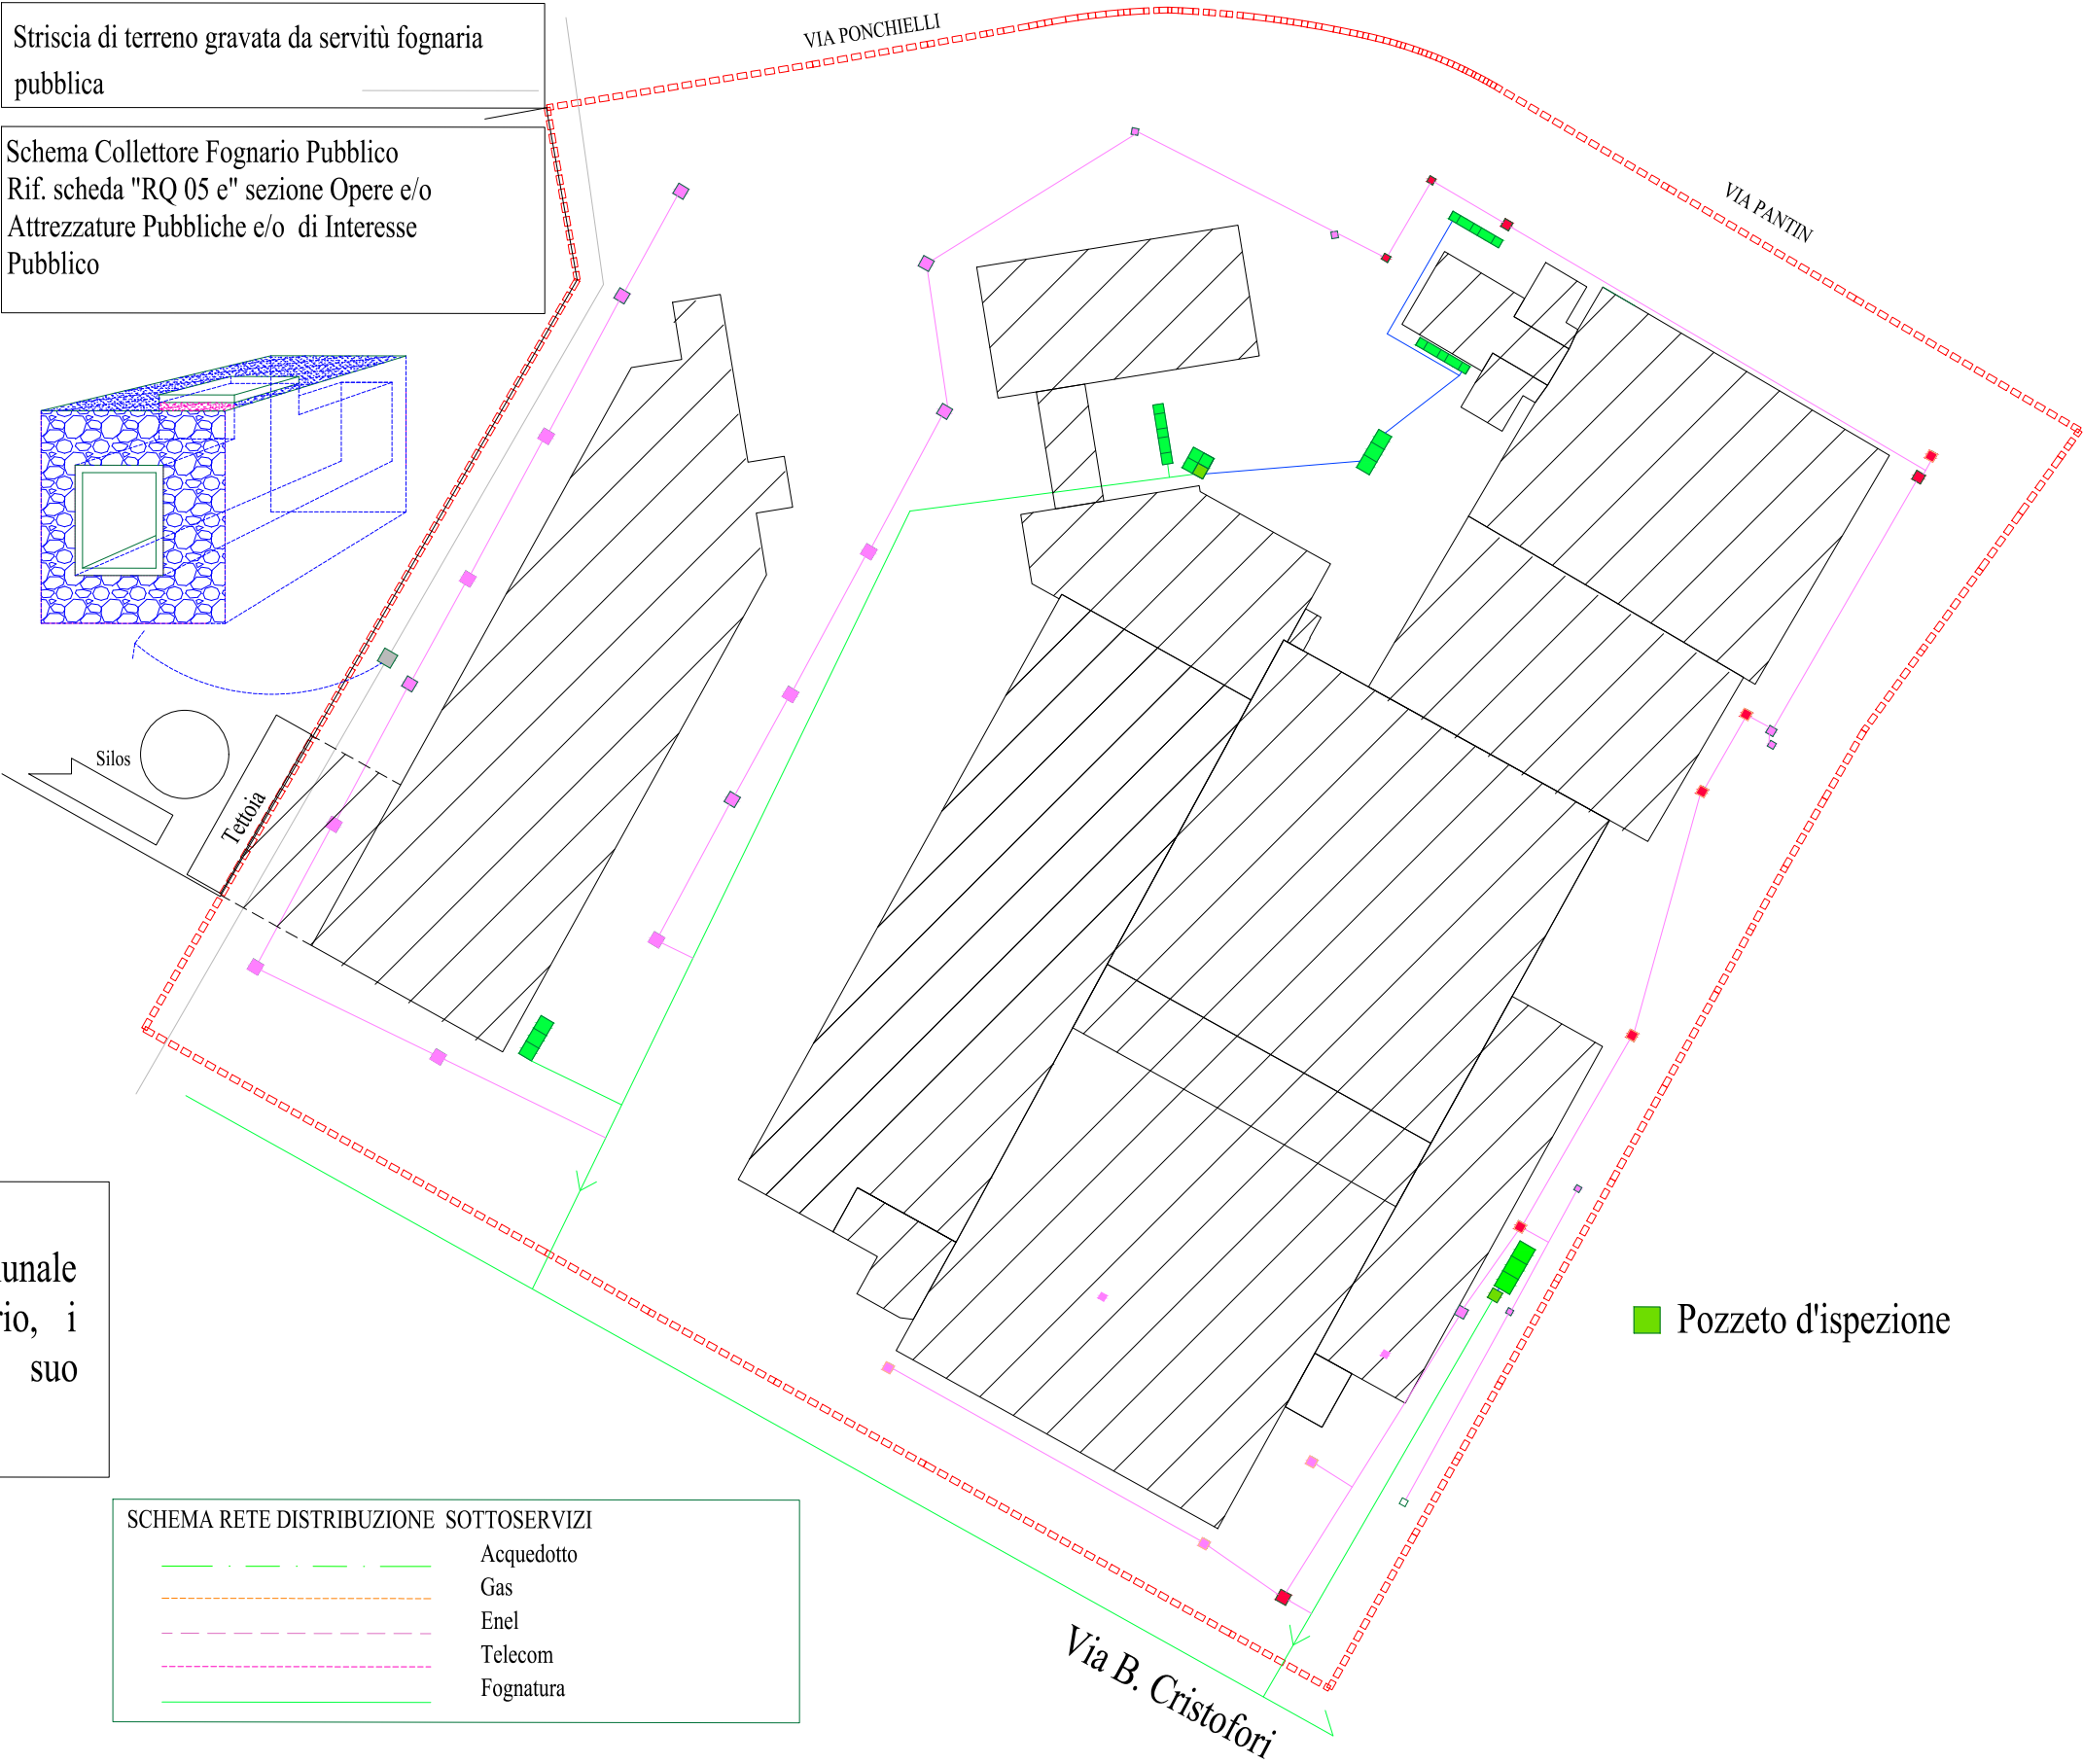 Striscia di terreno gravata da servitù fognaria
pubblica
Schema Collettore Fognario Pubblico
Rif. scheda "RQ 05 e" sezione Opere e/o
Attrezzature Pubbliche e/o di Interesse
Pubblico
VIA PONCHIELLI
VIA PANTIN
Silos
Tettoia
rio, i
suo
Pozzeto d'ispezione
SCHEMA RETE DISTRIBUZIONE SOTTOSERVIZI
Acquedotto
Gas
Enel
Telecom
Fognatura
Via B. Cristofori